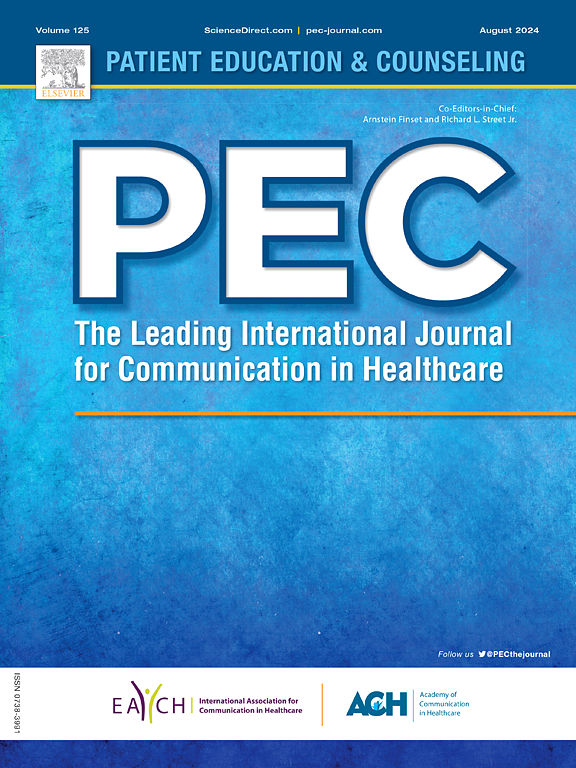 Volume 125
ScienceDirect.com | pec-journal.com
August 2024
ELSEVIER
PATIENT EDUCATION & COUNSELING
Co-Editors-in-Chief:
Arnstein Finset and Richard L. Street Jr.
PEC
The Leading International Journal
for Communication in Healthcare
Follow us @PECthejournal
ISSN 0738-3991
EACH
International Association for
Communication in Healthcare
ACH
Academy of
Communication
in Healthcare